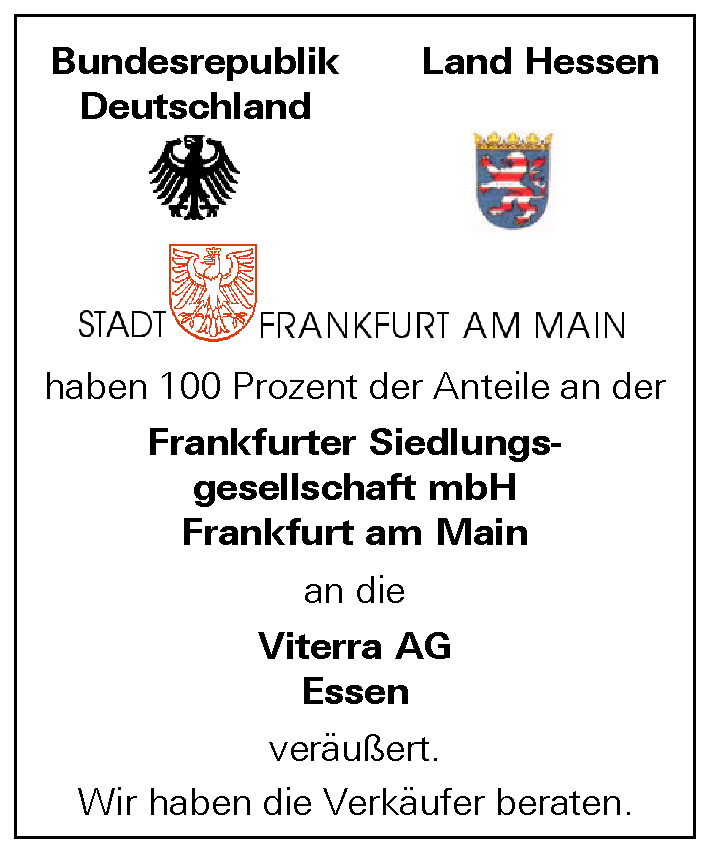 Bundesrepublik Deutschland
Land Hessen
STADT FRANKFURT AM MAIN
haben 100 Prozent der Anteile an der
Frankfurter Siedlungs-
gesellschaft mbH
Frankfurt am Main
an die
Viterra AG
Essen
veräußert.
Wir haben die Verkäufer beraten.